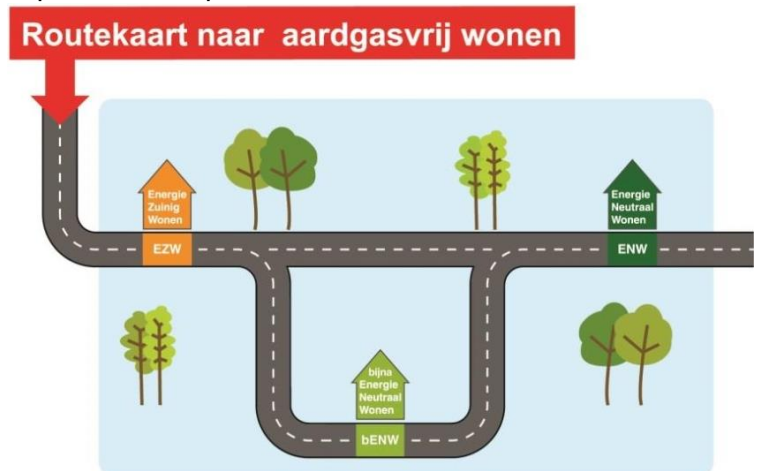 Routekaart naar aardgasvrij wonen
Energie
Zuinig
Wonen
EZW
Energie
Neutraal
Wonen
ENW
bijna
Energie
Neutraal
Wonen
bENW